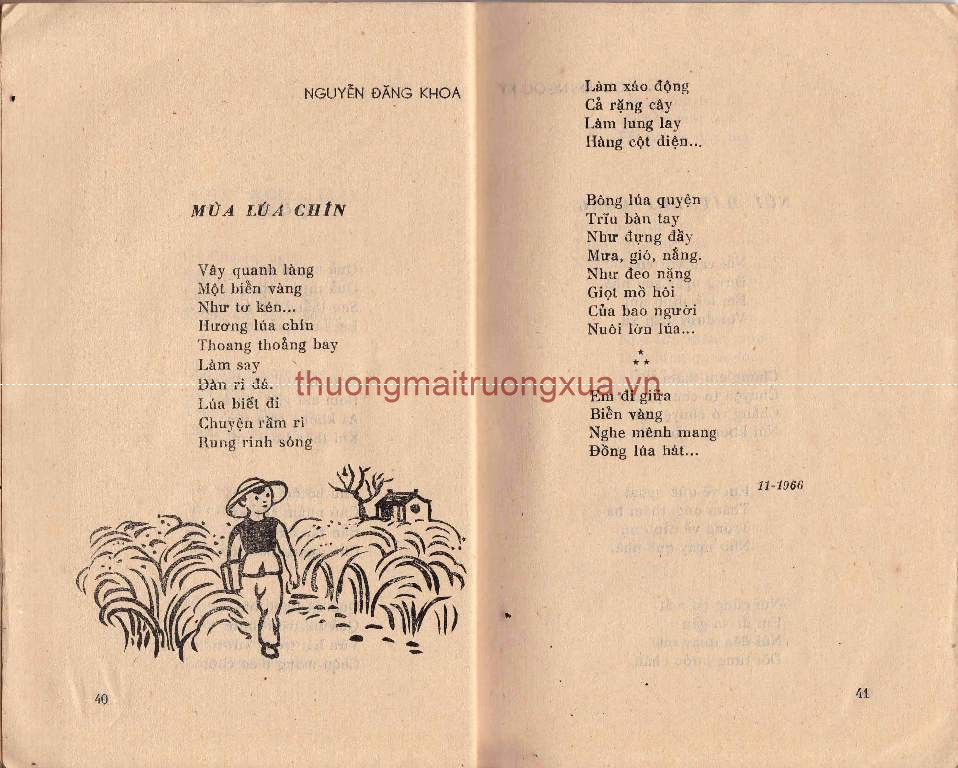 NGUYỄN ĐĂNG KHOA
MÙA LÚA CHÍN
Vây quanh làng
Một biển vàng
Như tơ kén...
Hương lúa chín
Thoang thoảng bay
Làm say
Đàn ri đá.
Lúa biết đi
Chuyện rầm rì
Rung rinh sóng
40
Làm xáo động
Cả rặng cây
Làm lung lay
Hàng cột điện...
Bông lúa quyện
Trĩu bàn tay
Như đựng đầy
Mưa, gió, nắng.
Như đeo nặng
Giọt mồ hôi
Của bao người
Nuôi lớn lúa...
Em đi giữa
Biển vàng
Nghe mênh mang
Đồng lúa hát...
11-1966
41
thuongmaitruongxua.vn